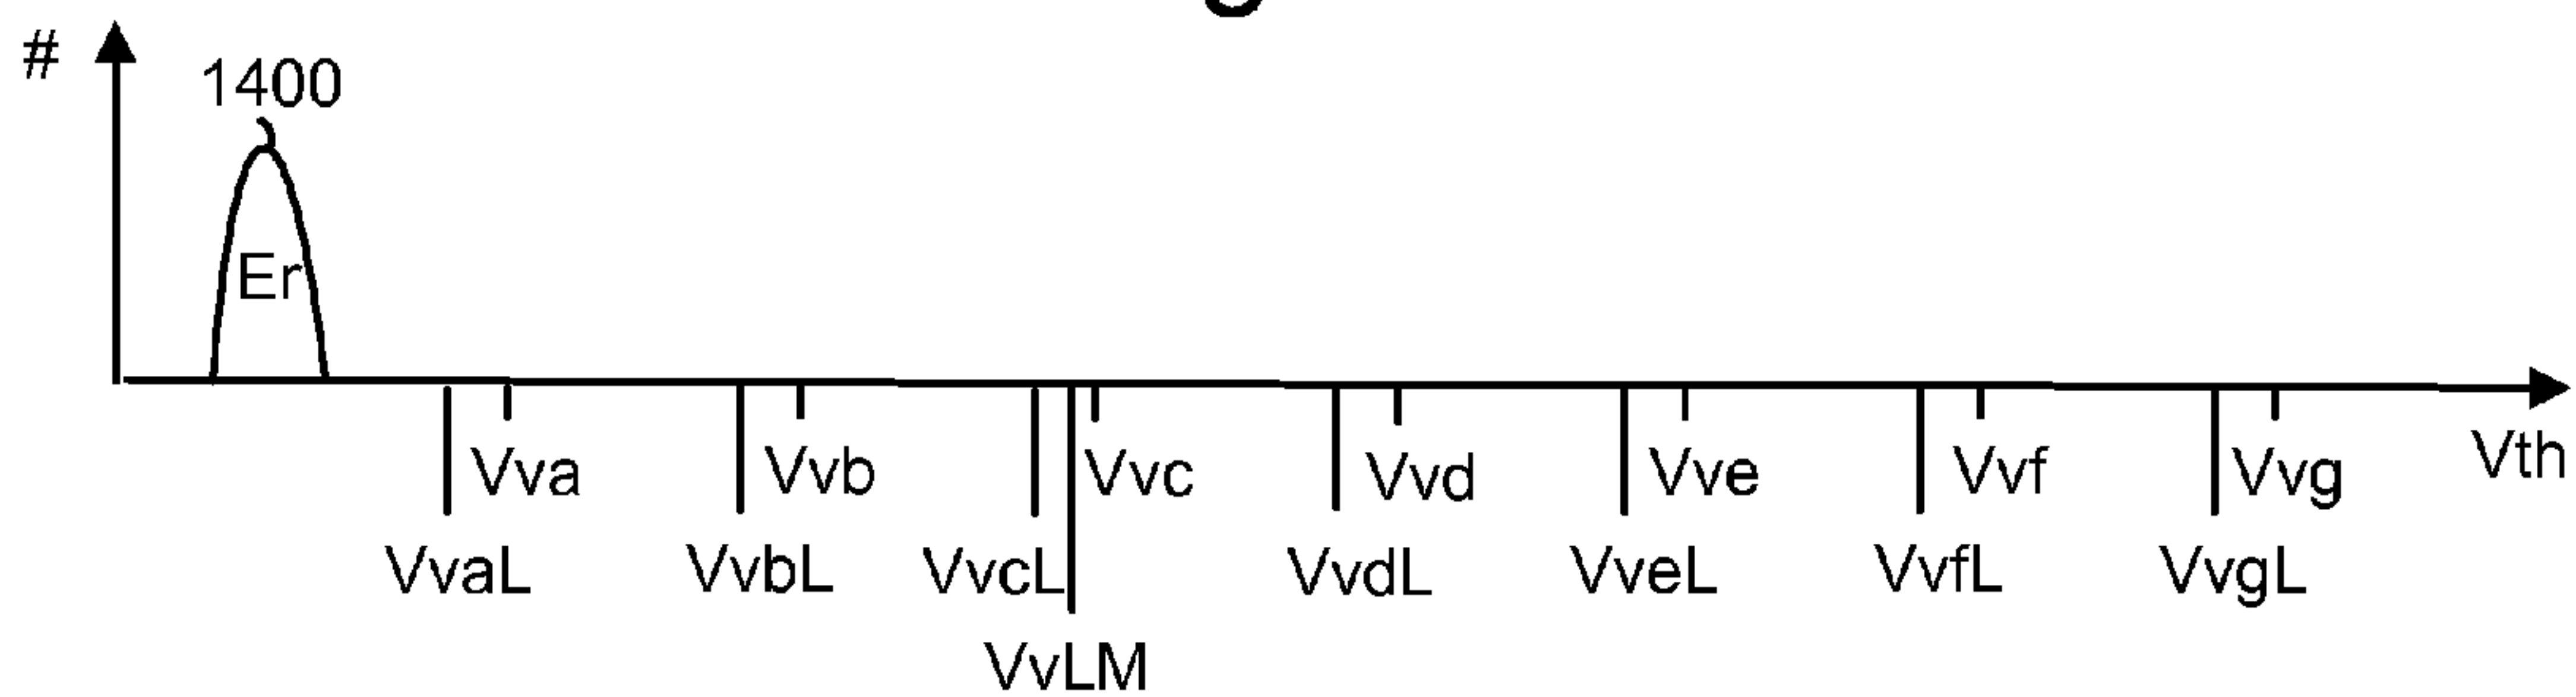 #
1400
Er
Vva Vvb Vvc Vvd Vve Vvf Vvg Vth
VvaL VvbL VvcL VvdL VveL VvfL VvgL
VvLM